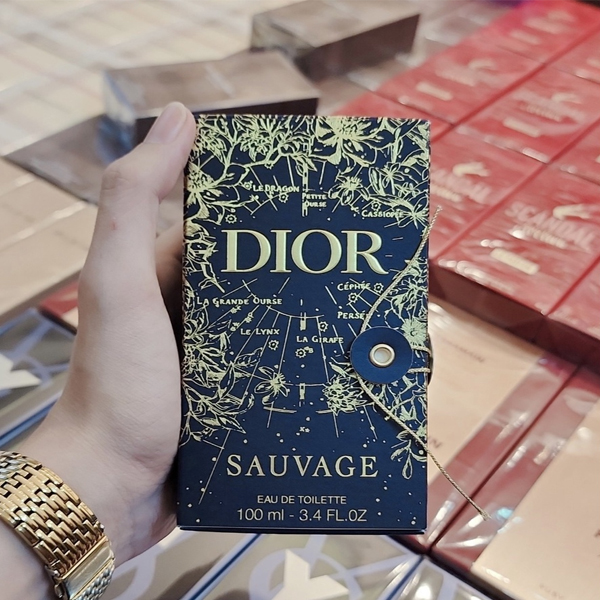 LE DRAGON
PETITE
OURSE
CASSIOPÉE
DIOR
CÉPHÉE
LA GRANDE OURSE
PERSÉE
LE LYNX
LA GIRAFE
SAUVAGE
EAU DE TOILETTE
100 ml - 3.4 FL.OZ
SCANDAL
SCANDAL